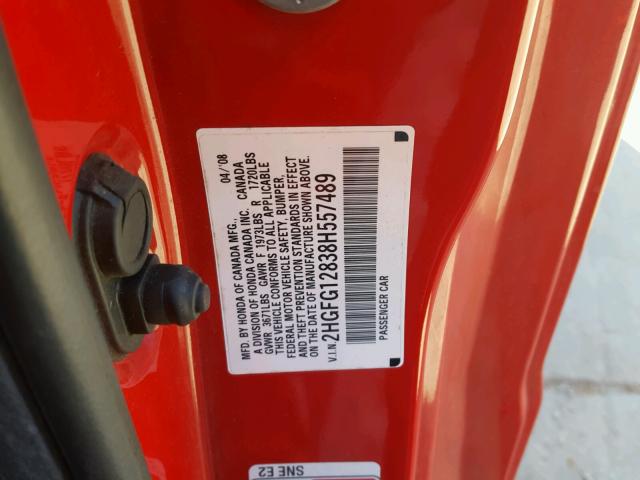 MFD. BY HONDA OF CANADA MFG., 04/'08
A DIVISION OF HONDA CANADA INC. CANADA
GVWR 3671LBS GAWR F 1973LBS R 1720LBS
THIS VEHICLE CONFORMS TO ALL APPLICABLE
FEDERAL MOTOR VEHICLE SAFETY, BUMPER,
AND THEFT PREVENTION STANDARDS IN EFFECT
ON THE DATE OF MANUFACTURE SHOWN ABOVE.
V.I.N. 2HGFG12838H557489
PASSENGER CAR
SNE E2